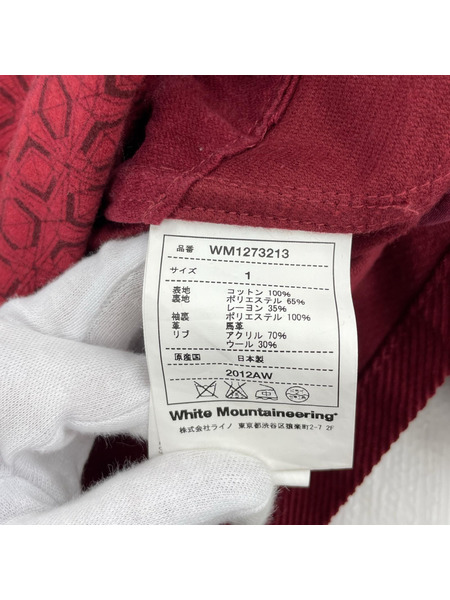 品番 WM1273213
サイズ 1
表地 コットン 100%
裏地 ポリエステル 65%
レーヨン 35%
袖裏 ポリエステル 100%
革 馬革
リブ アクリル 70%
ウール 30%
原産国 日本製
2012AW
White Mountaineering®
株式会社ライノ 東京都渋谷区猿楽町2-7 2F